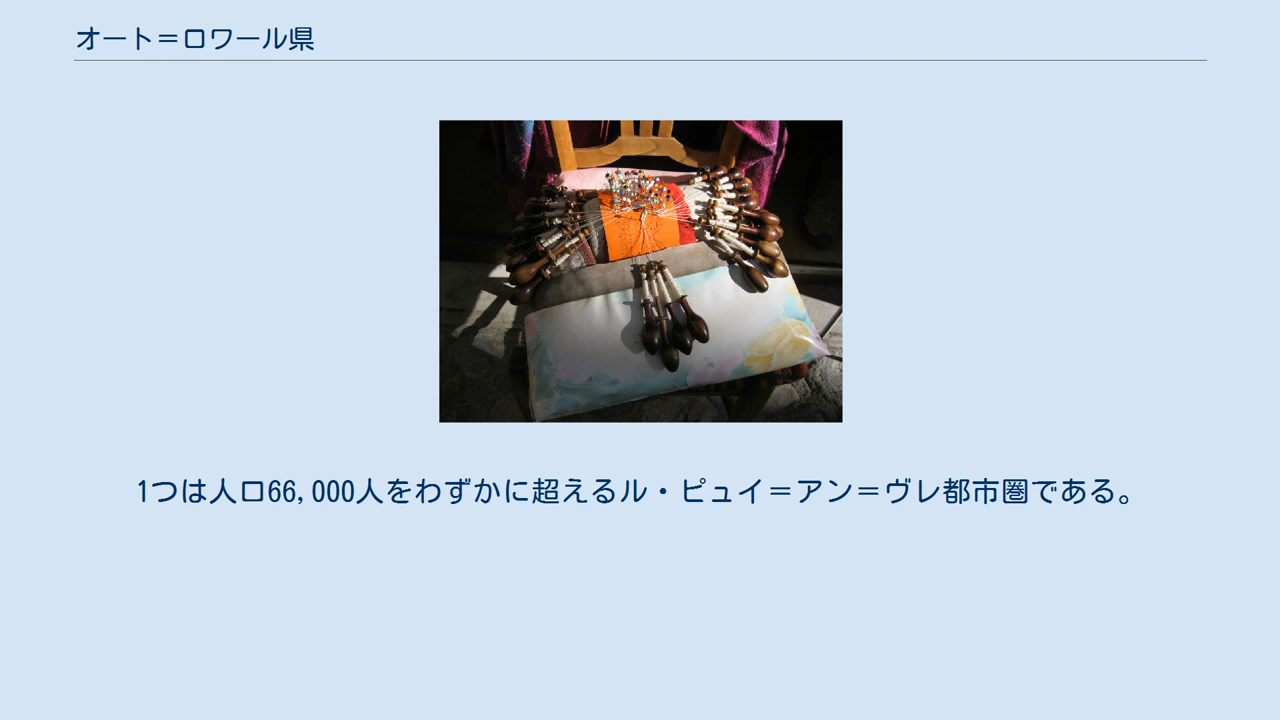 オート＝ロワール県
1つは人口66,000人をわずかに超えるル・ピュイ＝アン＝ヴレ都市圏である。